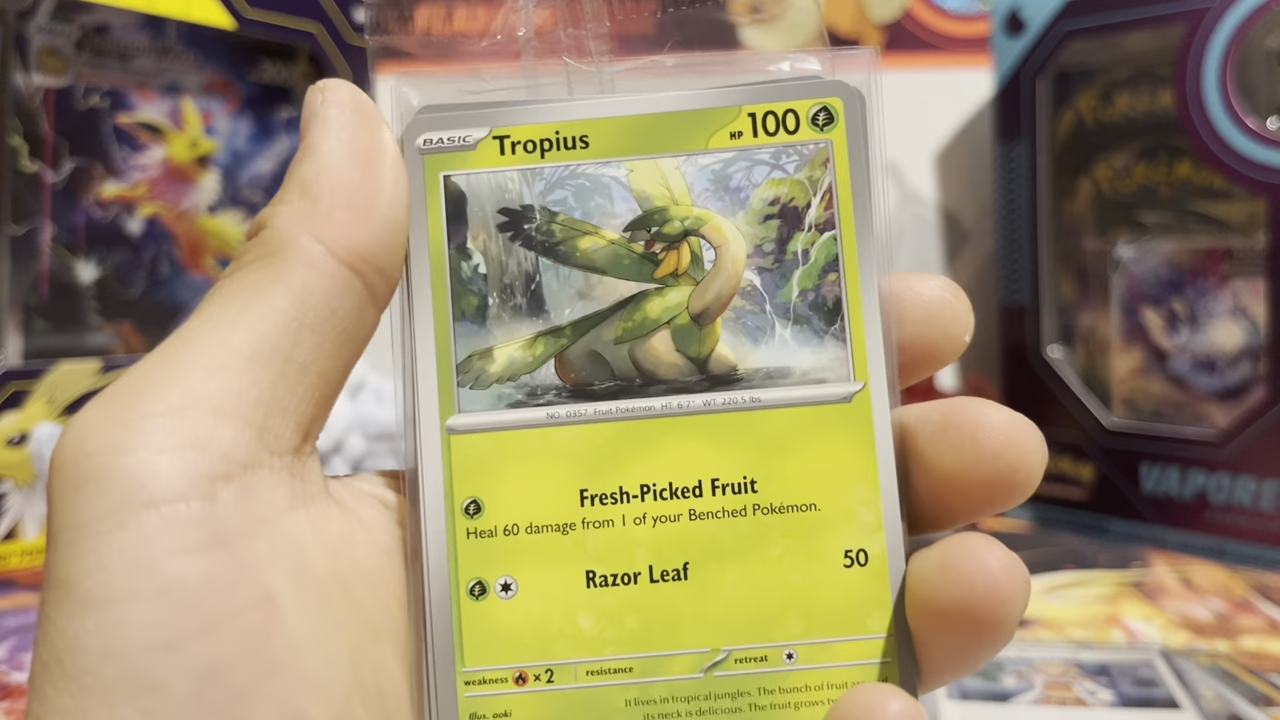 BASIC Tropius HP 100
NO. 0357 Fruit Pokémon HT: 6'7" WT: 220.5 lbs.
Fresh-Picked Fruit
Heal 60 damage from 1 of your Benched Pokémon.
Razor Leaf 50
weakness ×2 resistance retreat
Illus. ooki
It lives in tropical jungles. The bunch of fruit
its neck is delicious. The fruit grows
VAPORE